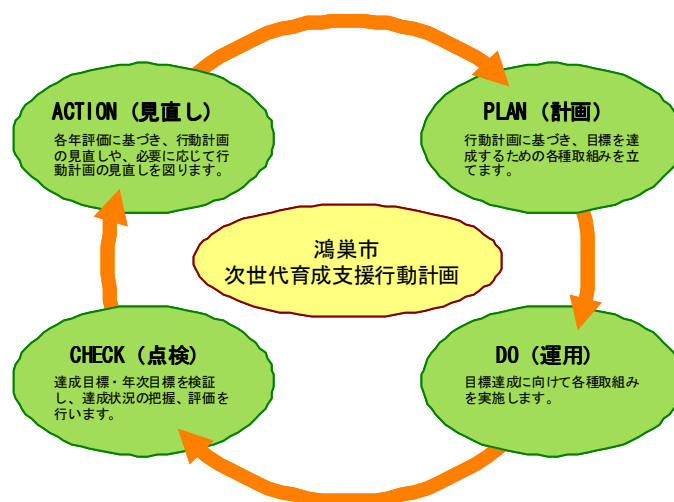 ACTION（見直し）
各年評価に基づき、行動計画
の見直しや、必要に応じて行
動計画の見直しを図ります。
PLAN（計画）
行動計画に基づき、目標を達
成するための各種取組みを立
てます。
鴻巣市
次世代育成支援行動計画
CHECK（点検）
達成目標・年次目標を検証
し、達成状況の把握、評価を
行います。
DO（運用）
目標達成に向けて各種取組み
を実施します。